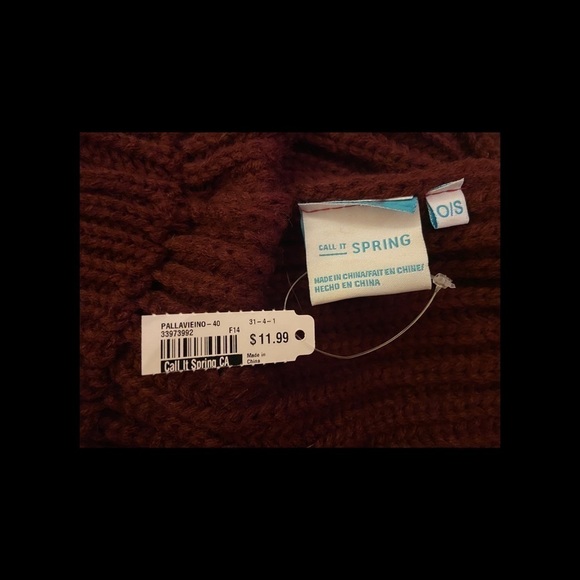 CALL IT SPRING
O/S
MADE IN CHINA/FAIT EN CHINE/
HECHO EN CHINA
PALLAVIEINO-40 31-4-1
33973992 F14
$11.99
Made in
China
Call It Spring CA